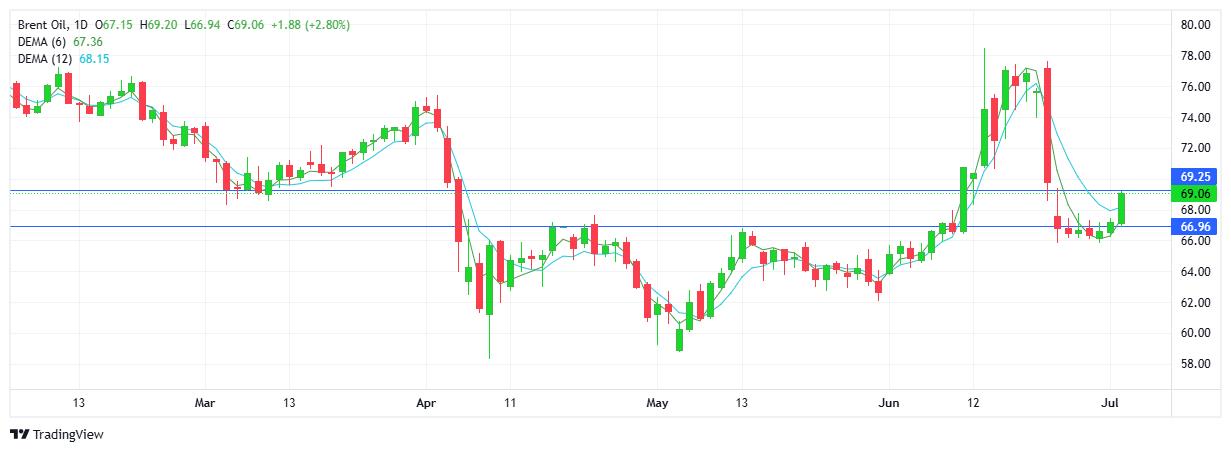 Brent Oil, 1D O67.15 H69.20 L66.94 C69.06 +1.88 (+2.80%)
DEMA (6) 67.36
DEMA (12) 68.15
80.00
78.00
76.00
74.00
72.00
69.25
69.06
68.00
66.96
66.00
64.00
62.00
60.00
58.00
13 Mar 13 Apr 11 May 13 Jun 12 Jul
TradingView